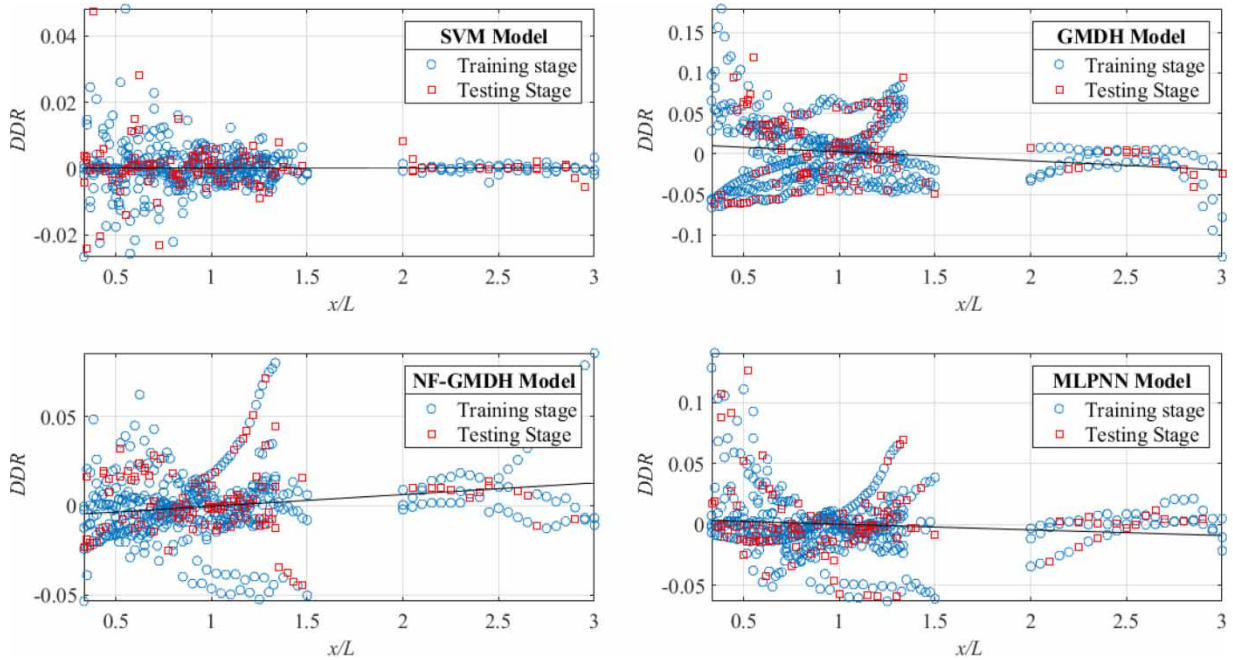 SVM Model
Training stage
Testing Stage
0.04
0.02
0
-0.02
DDR
0.5
1
1.5
2
2.5
3
x/L
GMDH Model
Training stage
Testing Stage
0.15
0.1
0.05
0
-0.05
-0.1
DDR
0.5
1
1.5
2
2.5
3
x/L
NF-GMDH Model
Training stage
Testing Stage
0.05
0
-0.05
DDR
0.5
1
1.5
2
2.5
3
x/L
MLPNN Model
Training stage
Testing Stage
0.1
0.05
0
-0.05
DDR
0.5
1
1.5
2
2.5
3
x/L